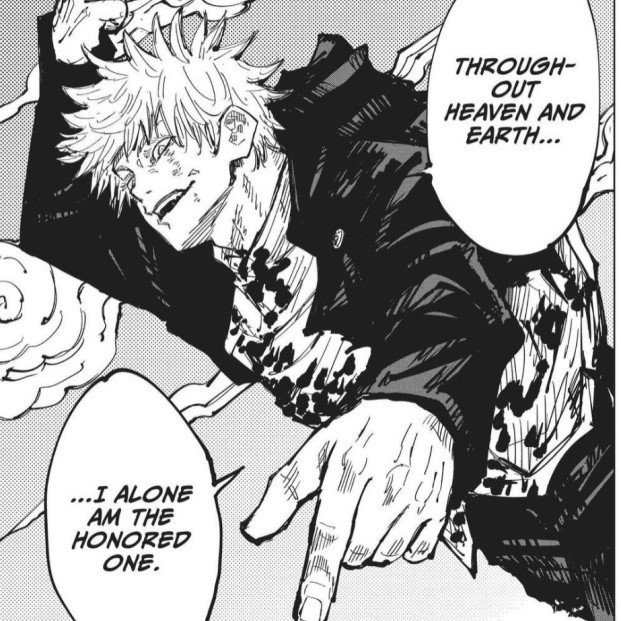 THROUGH-
OUT
HEAVEN AND
EARTH...
...I ALONE
AM THE
HONORED
ONE.